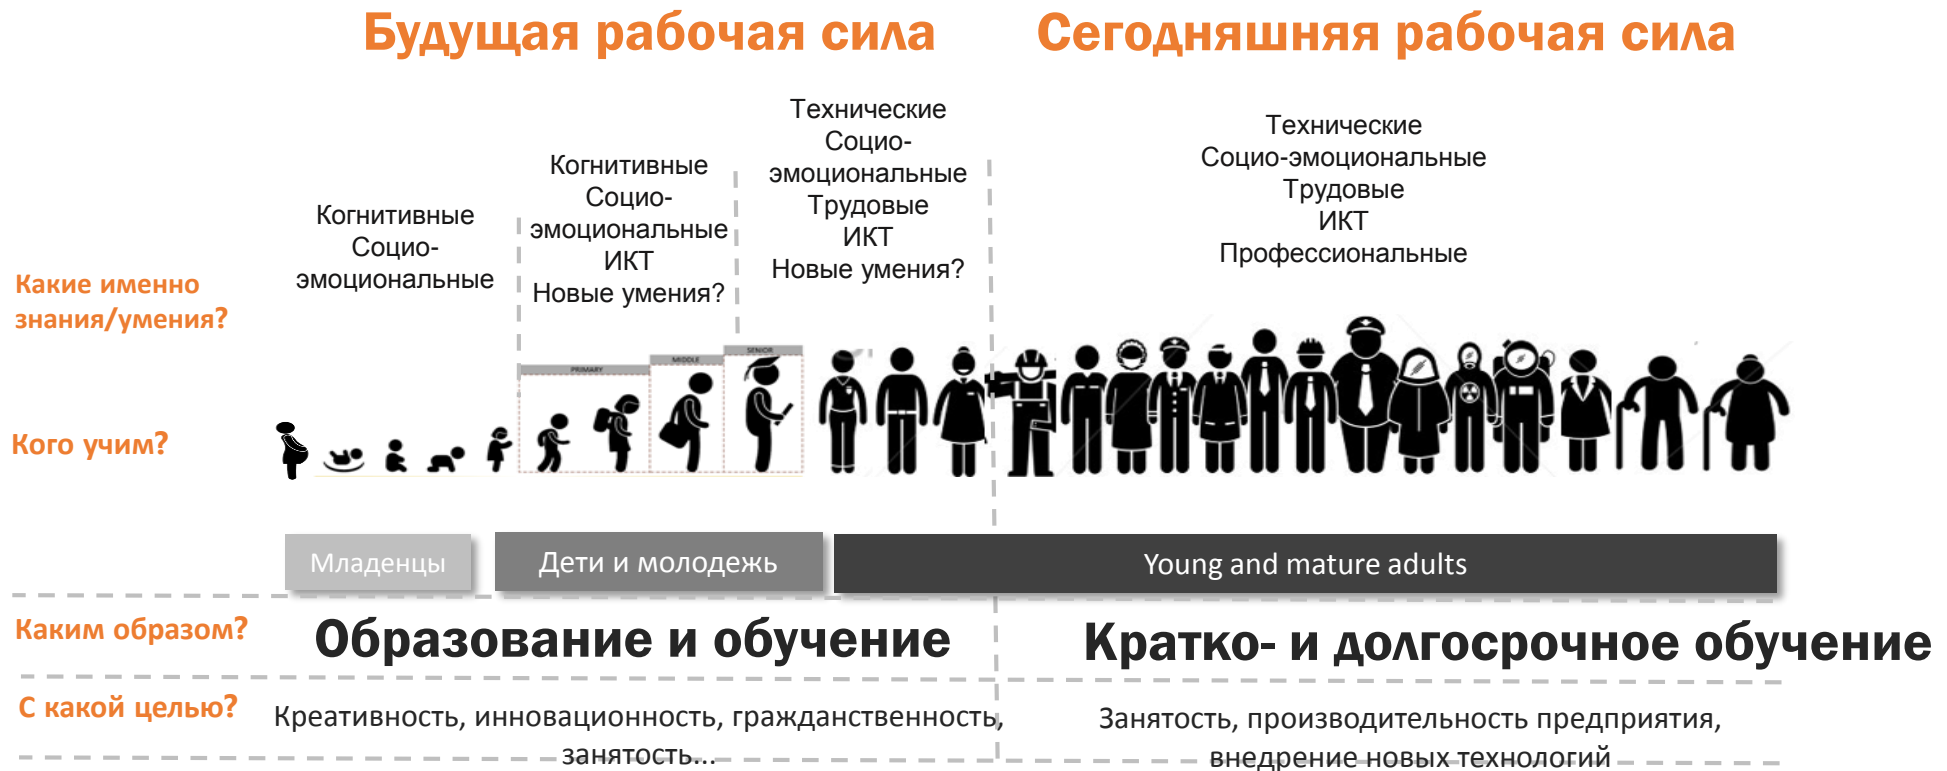 Будущая рабочая сила
Сегодняшняя рабочая сила
Какие именно
знания/умения?
Когнитивные
Социо-
эмоциональные
Когнитивные
Социо-
эмоциональные
ИКТ
Новые умения?
Технические
Социо-
эмоциональные
Трудовые
ИКТ
Новые умения?
Технические
Социо-эмоциональные
Трудовые
ИКТ
Профессиональные
Кого учим?
PRIMARY
MIDDLE
SENIOR
Младенцы
Дети и молодежь
Young and mature adults
Каким образом?
Образование и обучение
Кратко- и долгосрочное обучение
С какой целью?
Креативность, инновационность, гражданственность,
занятость...
Занятость, производительность предприятия,
внедрение новых технологий